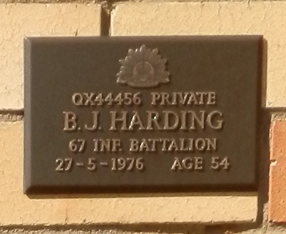 QX44456 PRIVATE
B. J. HARDING
67 INF. BATTALION
27-5-1976 AGE 54